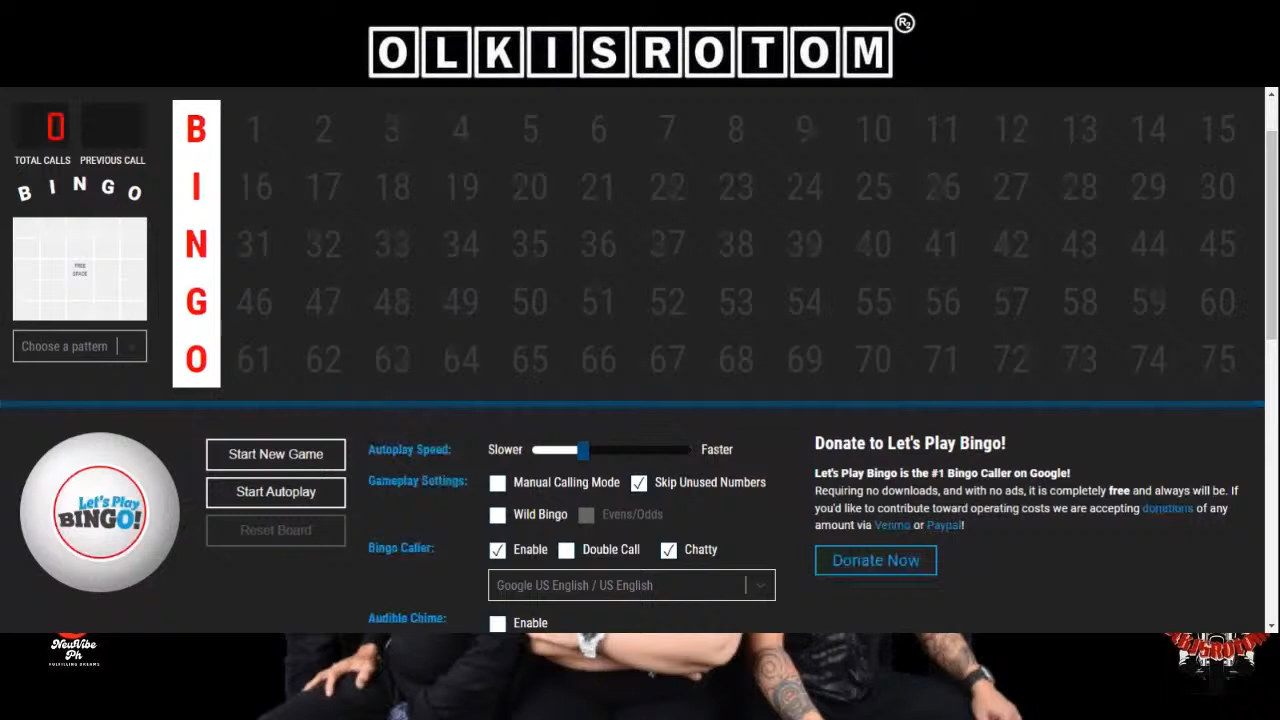 OLKISROTOM R2
0
TOTAL CALLS PREVIOUS CALL
BINGO
FREE
SPACE
Choose a pattern
B 1 2 3 4 5 6 7 8 9 10 11 12 13 14 15
I 16 17 18 19 20 21 22 23 24 25 26 27 28 29 30
N 31 32 33 34 35 36 37 38 39 40 41 42 43 44 45
G 46 47 48 49 50 51 52 53 54 55 56 57 58 59 60
O 61 62 63 64 65 66 67 68 69 70 71 72 73 74 75
Let's Play
BINGO!
Start New Game
Start Autoplay
Reset Board
Autoplay Speed: Slower Faster
Gameplay Settings: Manual Calling Mode Skip Unused Numbers
Wild Bingo Evens/Odds
Bingo Caller: Enable Double Call Chatty
Google US English / US English
Audible Chime: Enable
Donate to Let's Play Bingo!
Let's Play Bingo is the #1 Bingo Caller on Google!
Requiring no downloads, and with no ads, it is completely free and always will be. If
you'd like to contribute toward operating costs we are accepting donations of any
amount via Venmo or Paypal!
Donate Now
NewVibe
Ph
FULFILLING DREAMS